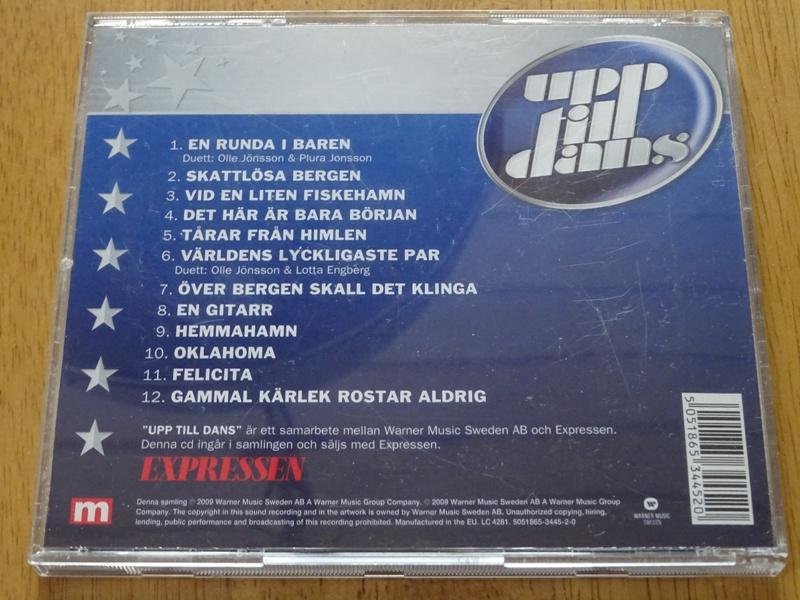 upp
till
dans
1. EN RUNDA I BAREN
Duett: Olle Jönsson & Plura Jonsson
2. SKATTLÖSA BERGEN
3. VID EN LITEN FISKEHAMN
4. DET HÄR ÄR BARA BÖRJAN
5. TÅRAR FRÅN HIMLEN
6. VÄRLDENS LYCKLIGASTE PAR
Duett: Olle Jönsson & Lotta Engberg
7. ÖVER BERGEN SKALL DET KLINGA
8. EN GITARR
9. HEMMAHAMN
10. OKLAHOMA
11. FELICITA
12. GAMMAL KÄRLEK ROSTAR ALDRIG
"UPP TILL DANS" är ett samarbete mellan Warner Music Sweden AB och Expressen.
Denna cd ingår i samlingen och säljs med Expressen.
EXPRESSEN
m
Denna samling ℗ 2009 Warner Music Sweden AB A Warner Music Group Company. © 2009 Warner Music Sweden AB A Warner Music Group
Company. The copyright in this sound recording and in the artwork is owned by Warner Music Sweden AB. Unauthorized copying, hiring,
lending, public performance and broadcasting of this recording prohibited. Manufactured in the EU. LC 4281. 5051865-3445-2-0
WARNER MUSIC
SWEDEN
5 051865 344520